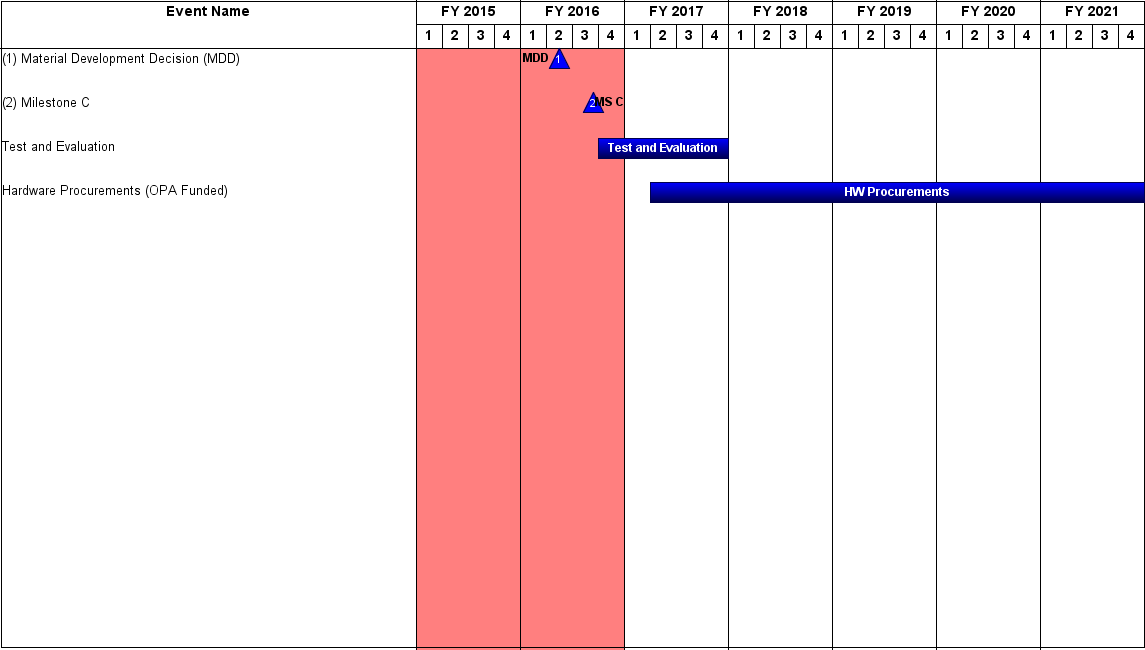 Event Name FY 2015 FY 2016 FY 2017 FY 2018 FY 2019 FY 2020 FY 2021
1 2 3 4 1 2 3 4 1 2 3 4 1 2 3 4 1 2 3 4 1 2 3 4 1 2 3 4
(1) Material Development Decision (MDD) MDD 1
(2) Milestone C 2 MS C
Test and Evaluation Test and Evaluation
Hardware Procurements (OPA Funded) HW Procurements